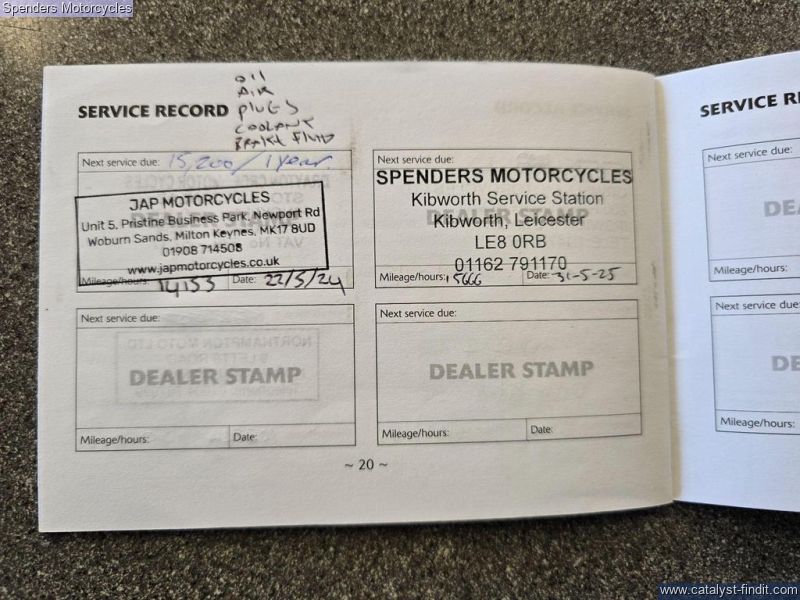 Spenders Motorcycles
oil
AIR
Plugs
coolant
Brake Fluid
SERVICE RECORD
Next service due: 15,200/1 year.
JAP MOTORCYCLES
Unit 5, Pristine Business Park, Newport Rd
Woburn Sands, Milton Keynes, MK17 8UD
01908 714508
www.japmotorcycles.co.uk
Mileage/hours: 14155 Date: 22/5/24
Next service due:
SPENDERS MOTORCYCLES
Kibworth Service Station
Kibworth, Leicester
LE8 0RB
01162 791170
Mileage/hours: 15666 Date: 31-5-25
Next service due:
DEALER STAMP
Mileage/hours: Date:
Next service due:
DEALER STAMP
Mileage/hours: Date:
~ 20 ~
SERVICE RE
Next service due:
DE
Mileage/hours:
Next service due:
DE
Mileage/hours:
www.catalyst-findit.com